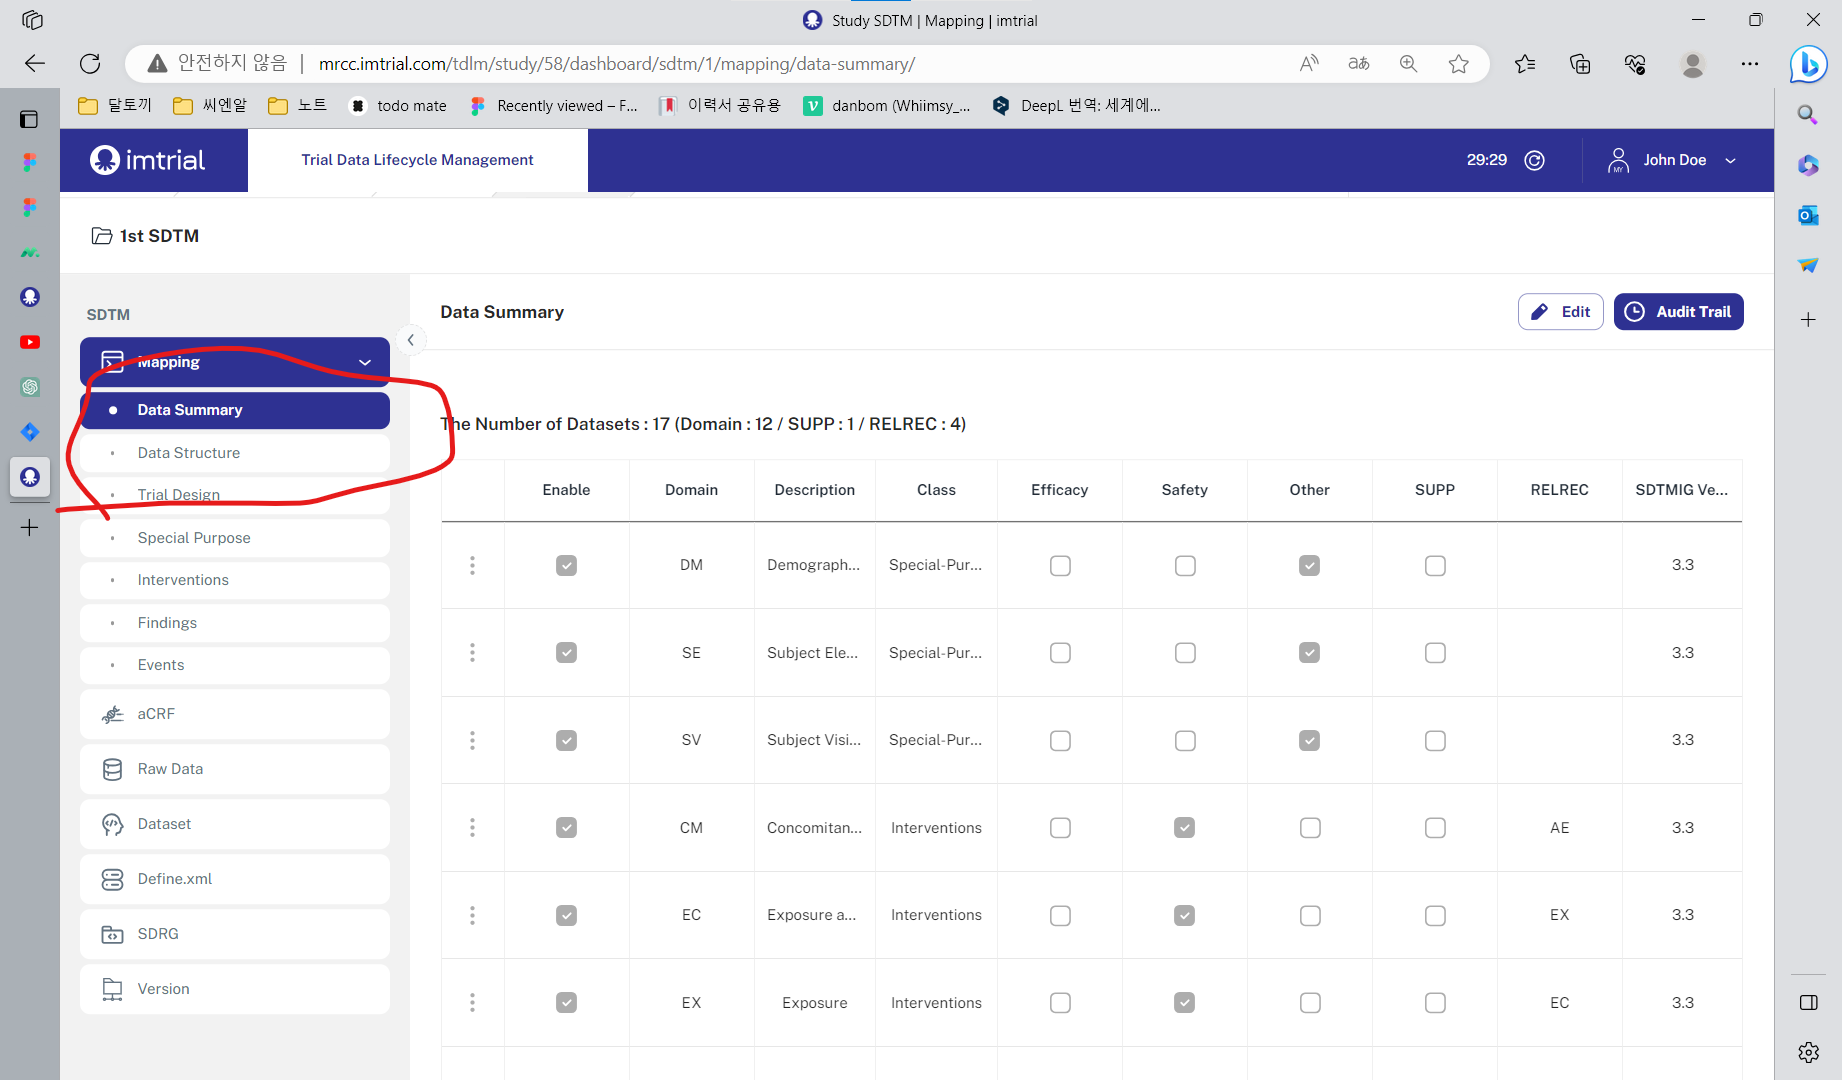 Study SDTM | Mapping | imtrial
안전하지 않음 | mrcc.imtrial.com/tdlm/study/58/dashboard/sdtm/1/mapping/data-summary/
달토끼 씨엔알 노트 todo mate Recently viewed – F... 이력서 공유용 danbom (Whiimsy_... DeepL 번역: 세계에...
imtrial Trial Data Lifecycle Management 29:29 MY John Doe
1st SDTM
SDTM
Mapping
Data Summary
Data Structure
Trial Design
Special Purpose
Interventions
Findings
Events
aCRF
Raw Data
Dataset
Define.xml
SDRG
Version
Data Summary Edit Audit Trail
The Number of Datasets : 17 (Domain : 12 / SUPP : 1 / RELREC : 4)
Enable Domain Description Class Efficacy Safety Other SUPP RELREC SDTMIG Ve...
DM Demograph... Special-Pur... 3.3
SE Subject Ele... Special-Pur... 3.3
SV Subject Visi... Special-Pur... 3.3
CM Concomitan... Interventions AE 3.3
EC Exposure a... Interventions EX 3.3
EX Exposure Interventions EC 3.3